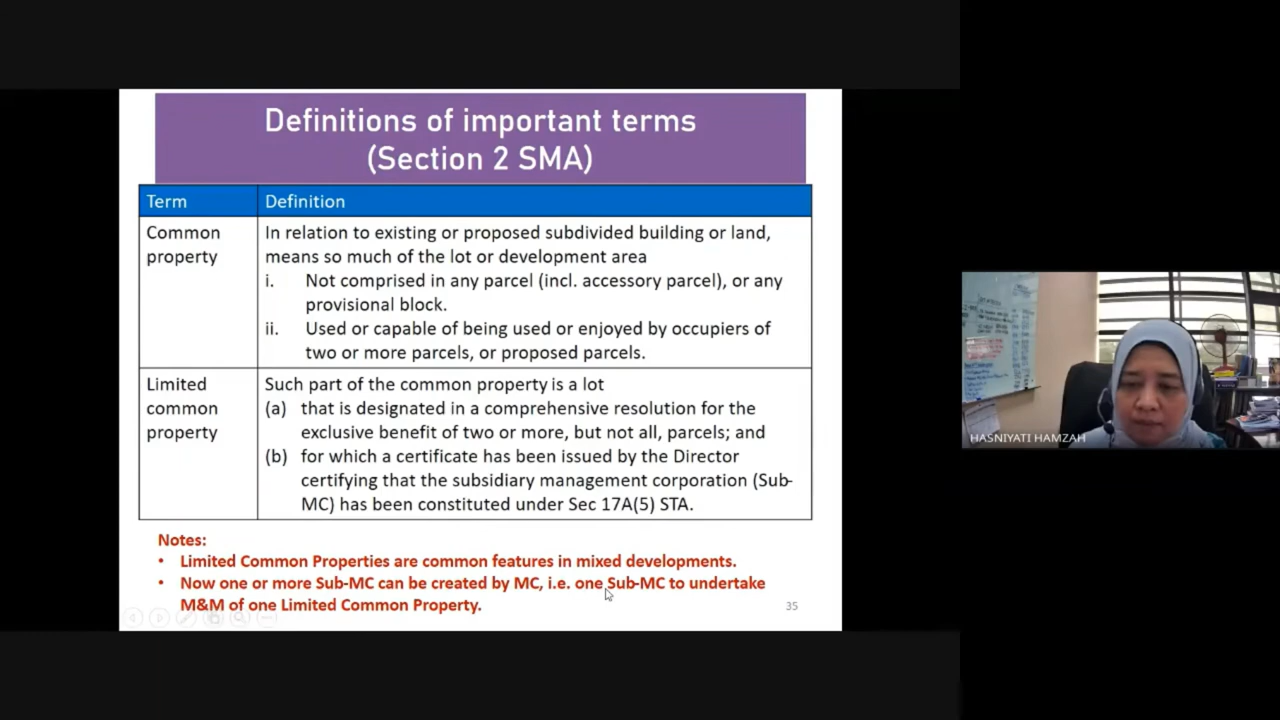 Definitions of important terms
(Section 2 SMA)
Term
Definition
Common
property
In relation to existing or proposed subdivided building or land,
means so much of the lot or development area
i. Not comprised in any parcel (incl. accessory parcel), or any
provisional block.
ii. Used or capable of being used or enjoyed by occupiers of
two or more parcels, or proposed parcels.
Limited
common
property
Such part of the common property is a lot
(a) that is designated in a comprehensive resolution for the
exclusive benefit of two or more, but not all, parcels; and
(b) for which a certificate has been issued by the Director
certifying that the subsidiary management corporation (Sub-
MC) has been constituted under Sec 17A(5) STA.
Notes:
• Limited Common Properties are common features in mixed developments.
• Now one or more Sub-MC can be created by MC, i.e. one Sub-MC to undertake
M&M of one Limited Common Property.
35
HASNIYATI HAMZAH